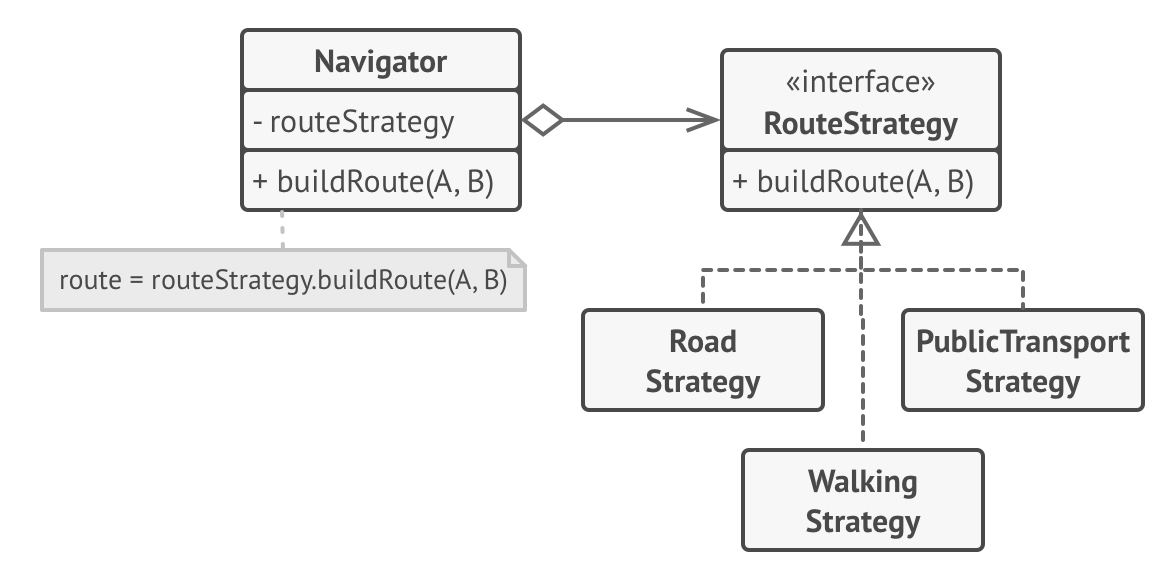 Navigator
- routeStrategy
+ buildRoute(A, B)
route = routeStrategy.buildRoute(A, B)
«interface»
RouteStrategy
+ buildRoute(A, B)
Road
Strategy
PublicTransport
Strategy
Walking
Strategy